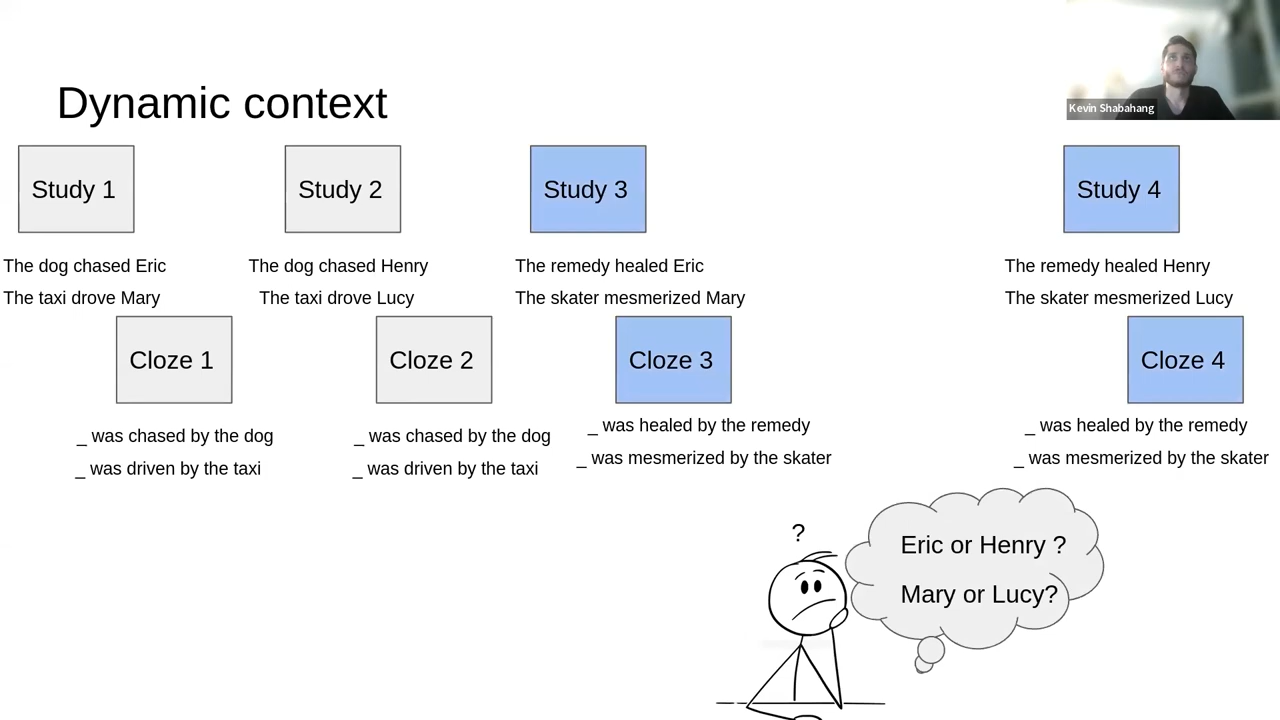 Kevin Shabahang
Dynamic context
Study 1
Study 2
Study 3
Study 4
The dog chased Eric
The taxi drove Mary
The dog chased Henry
The taxi drove Lucy
The remedy healed Eric
The skater mesmerized Mary
The remedy healed Henry
The skater mesmerized Lucy
Cloze 1
Cloze 2
Cloze 3
Cloze 4
_ was chased by the dog
_ was driven by the taxi
_ was chased by the dog
_ was driven by the taxi
_ was healed by the remedy
_ was mesmerized by the skater
_ was healed by the remedy
_ was mesmerized by the skater
?
Eric or Henry ?
Mary or Lucy?